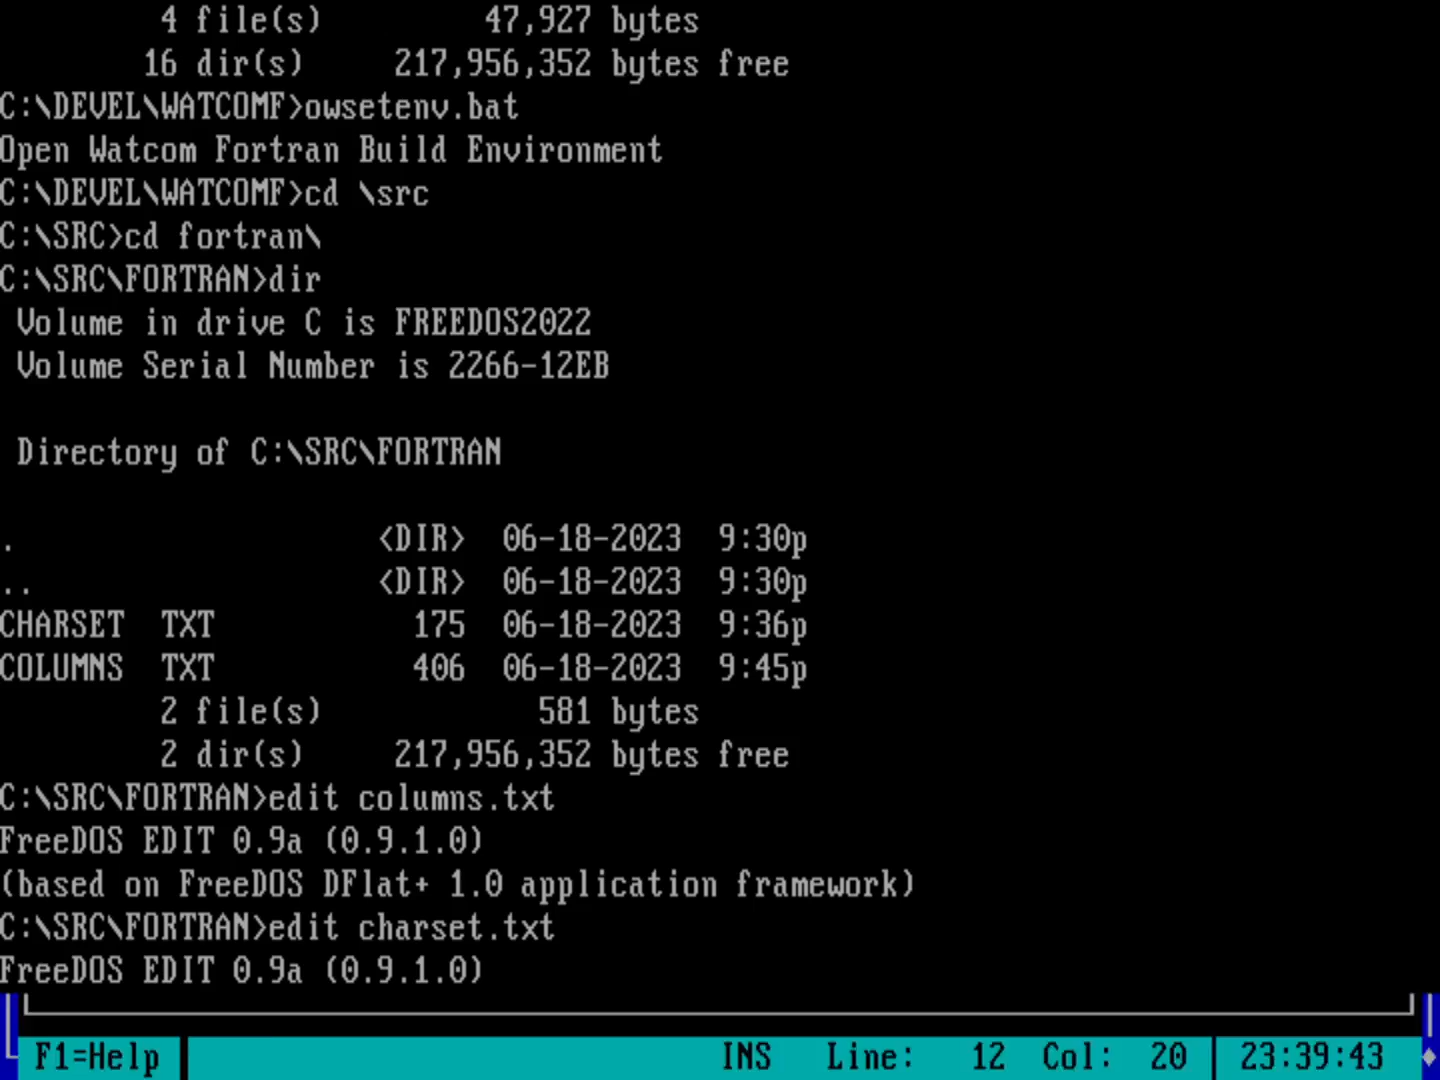 4 file(s) 47,927 bytes
16 dir(s) 217,956,352 bytes free
C:\DEVEL\WATCOMF>owsetenv.bat
Open Watcom Fortran Build Environment
C:\DEVEL\WATCOMF>cd \src
C:\SRC>cd fortran\
C:\SRC\FORTRAN>dir
Volume in drive C is FREEDOS2022
Volume Serial Number is 2266-12EB
Directory of C:\SRC\FORTRAN
. <DIR> 06-18-2023 9:30p
.. <DIR> 06-18-2023 9:30p
CHARSET TXT 175 06-18-2023 9:36p
COLUMNS TXT 406 06-18-2023 9:45p
2 file(s) 581 bytes
2 dir(s) 217,956,352 bytes free
C:\SRC\FORTRAN>edit columns.txt
FreeDOS EDIT 0.9a (0.9.1.0)
(based on FreeDOS DFlat+ 1.0 application framework)
C:\SRC\FORTRAN>edit charset.txt
FreeDOS EDIT 0.9a (0.9.1.0)
F1=Help INS Line: 12 Col: 20 23:39:43